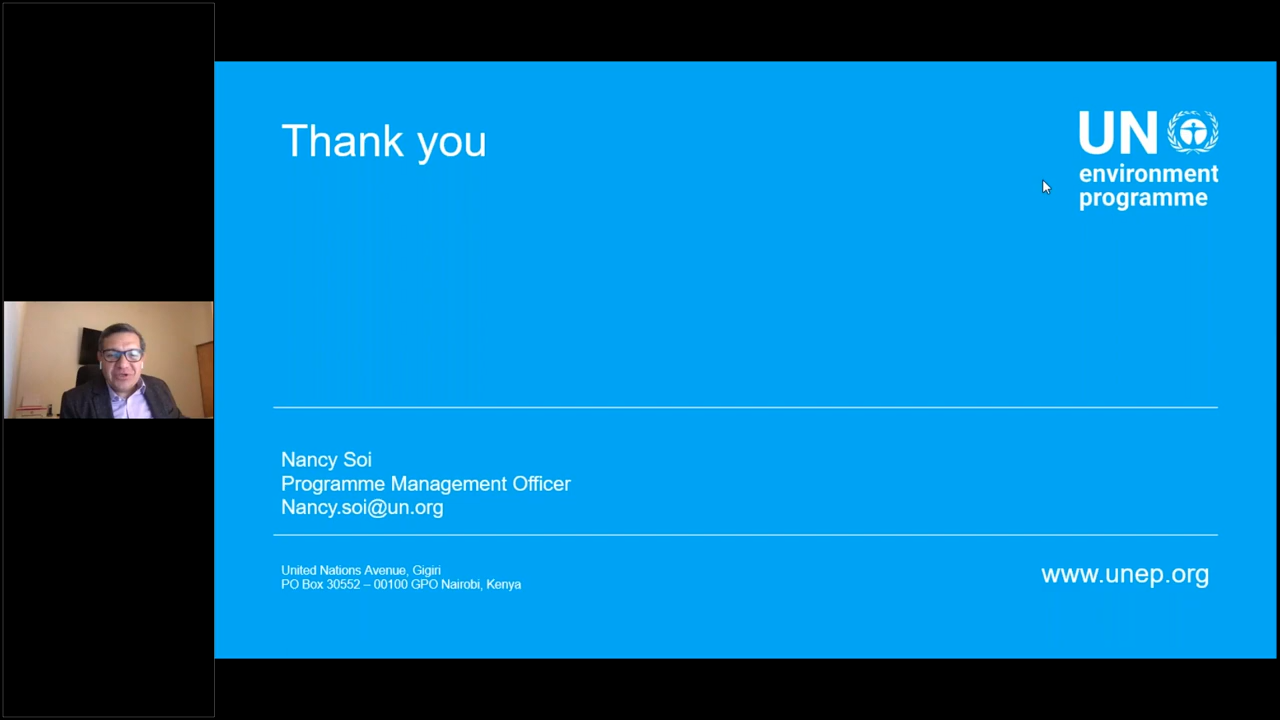 Thank you
UN
environment
programme
Nancy Soi
Programme Management Officer
Nancy.soi@un.org
United Nations Avenue, Gigiri
PO Box 30552 – 00100 GPO Nairobi, Kenya
www.unep.org